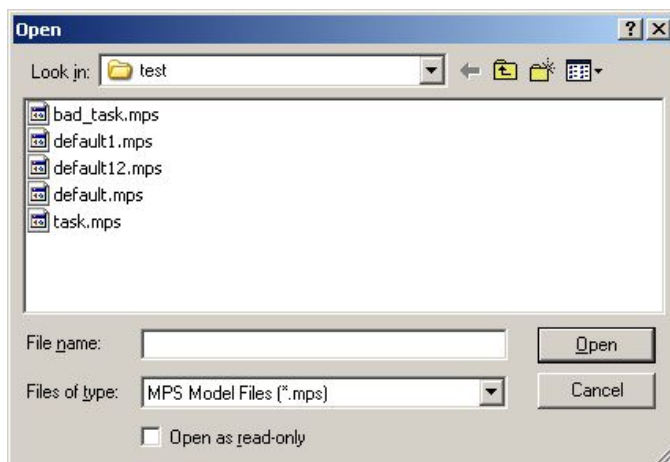 Open
Look in: test
bad_task.mps
default1.mps
default12.mps
default.mps
task.mps
File name: Open
Files of type: MPS Model Files (*.mps) Cancel
Open as read-only